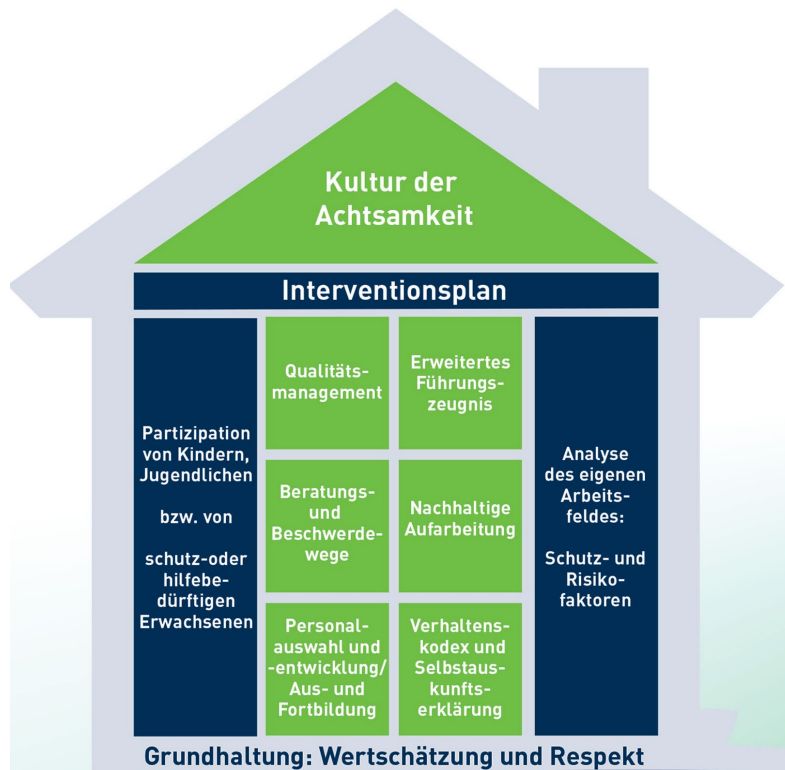 Kultur der
Achtsamkeit
Interventionsplan
Partizipation
von Kindern,
Jugendlichen
bzw. von
schutz-oder
hilfebe-
dürftigen
Erwachsenen
Qualitäts-
management
Erweitertes
Führungs-
zeugnis
Beratungs-
und
Beschwerde-
wege
Nachhaltige
Aufarbeitung
Personal-
auswahl und
-entwicklung/
Aus- und
Fortbildung
Verhaltens-
kodex und
Selbstaus-
kunfts-
erklärung
Analyse
des eigenen
Arbeits-
feldes:
Schutz- und
Risiko-
faktoren
Grundhaltung: Wertschätzung und Respekt